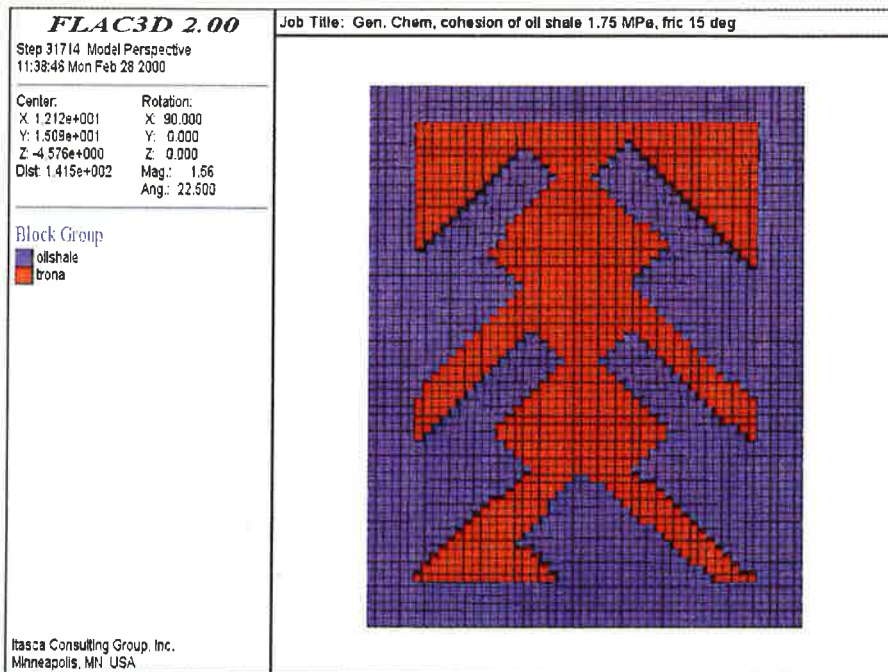 FLAC3D 2.00
Job Title: Gen. Chem, cohesion of oil shale 1.75 MPa, fric 15 deg
Step 31714 Model Perspective
11:38:46 Mon Feb 28 2000
Center:
X: 1.212e+001
Y: 1.509e+001
Z: -4.576e+000
Dist: 1.415e+002
Rotation:
X: 90.000
Y: 0.000
Z: 0.000
Mag.: 1.56
Ang.: 22.500
Block Group
oilshale
trona
Itasca Consulting Group, Inc.
Minneapolis, MN USA